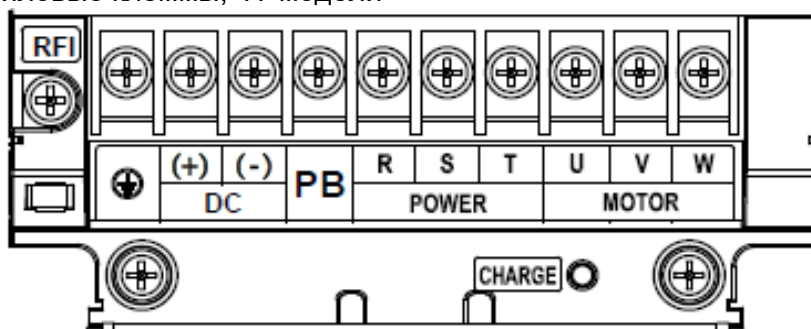 RFI
(+) (-) PB R S T U V W
DC POWER MOTOR
CHARGE